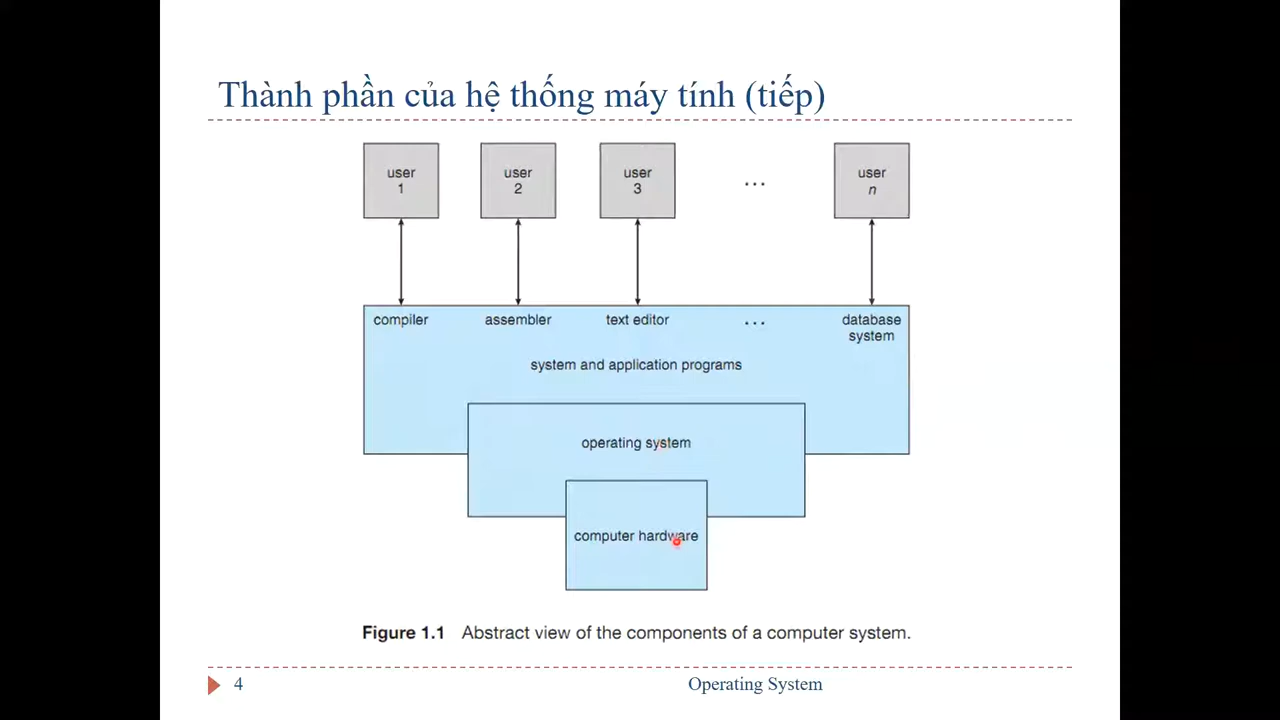 Thành phần của hệ thống máy tính (tiếp)
user
1
user
2
user
3
...
user
n
compiler
assembler
text editor
...
database
system
system and application programs
operating system
computer hardware
Figure 1.1 Abstract view of the components of a computer system.
4
Operating System